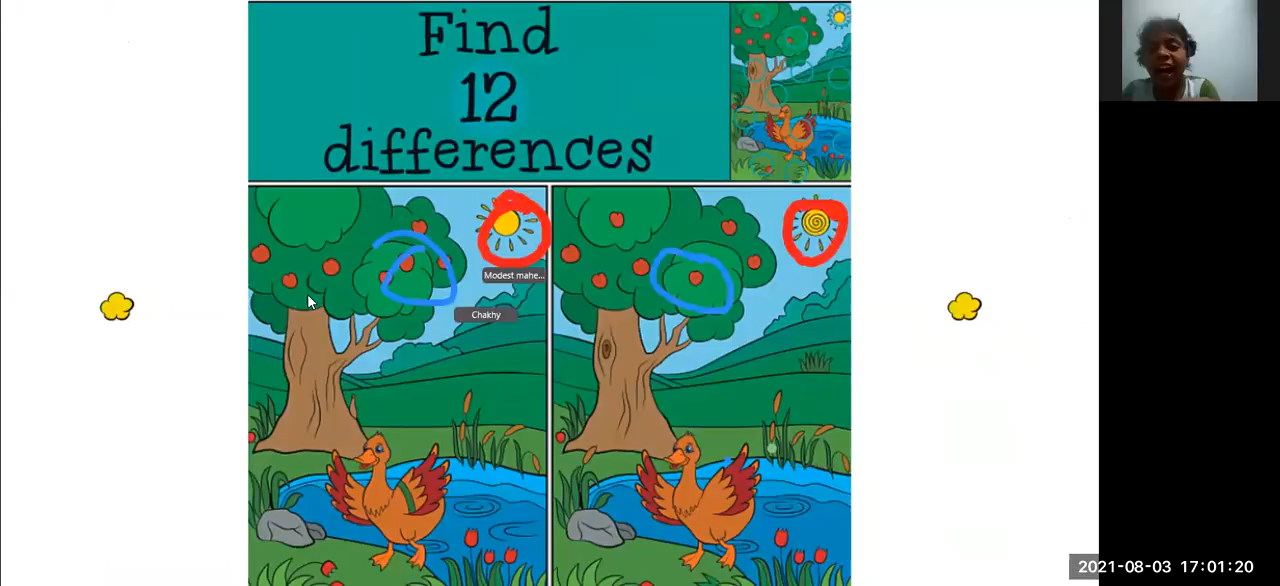 Find
12
differences
Modest mahe...
Chakhy
2021-08-03 17:01:20